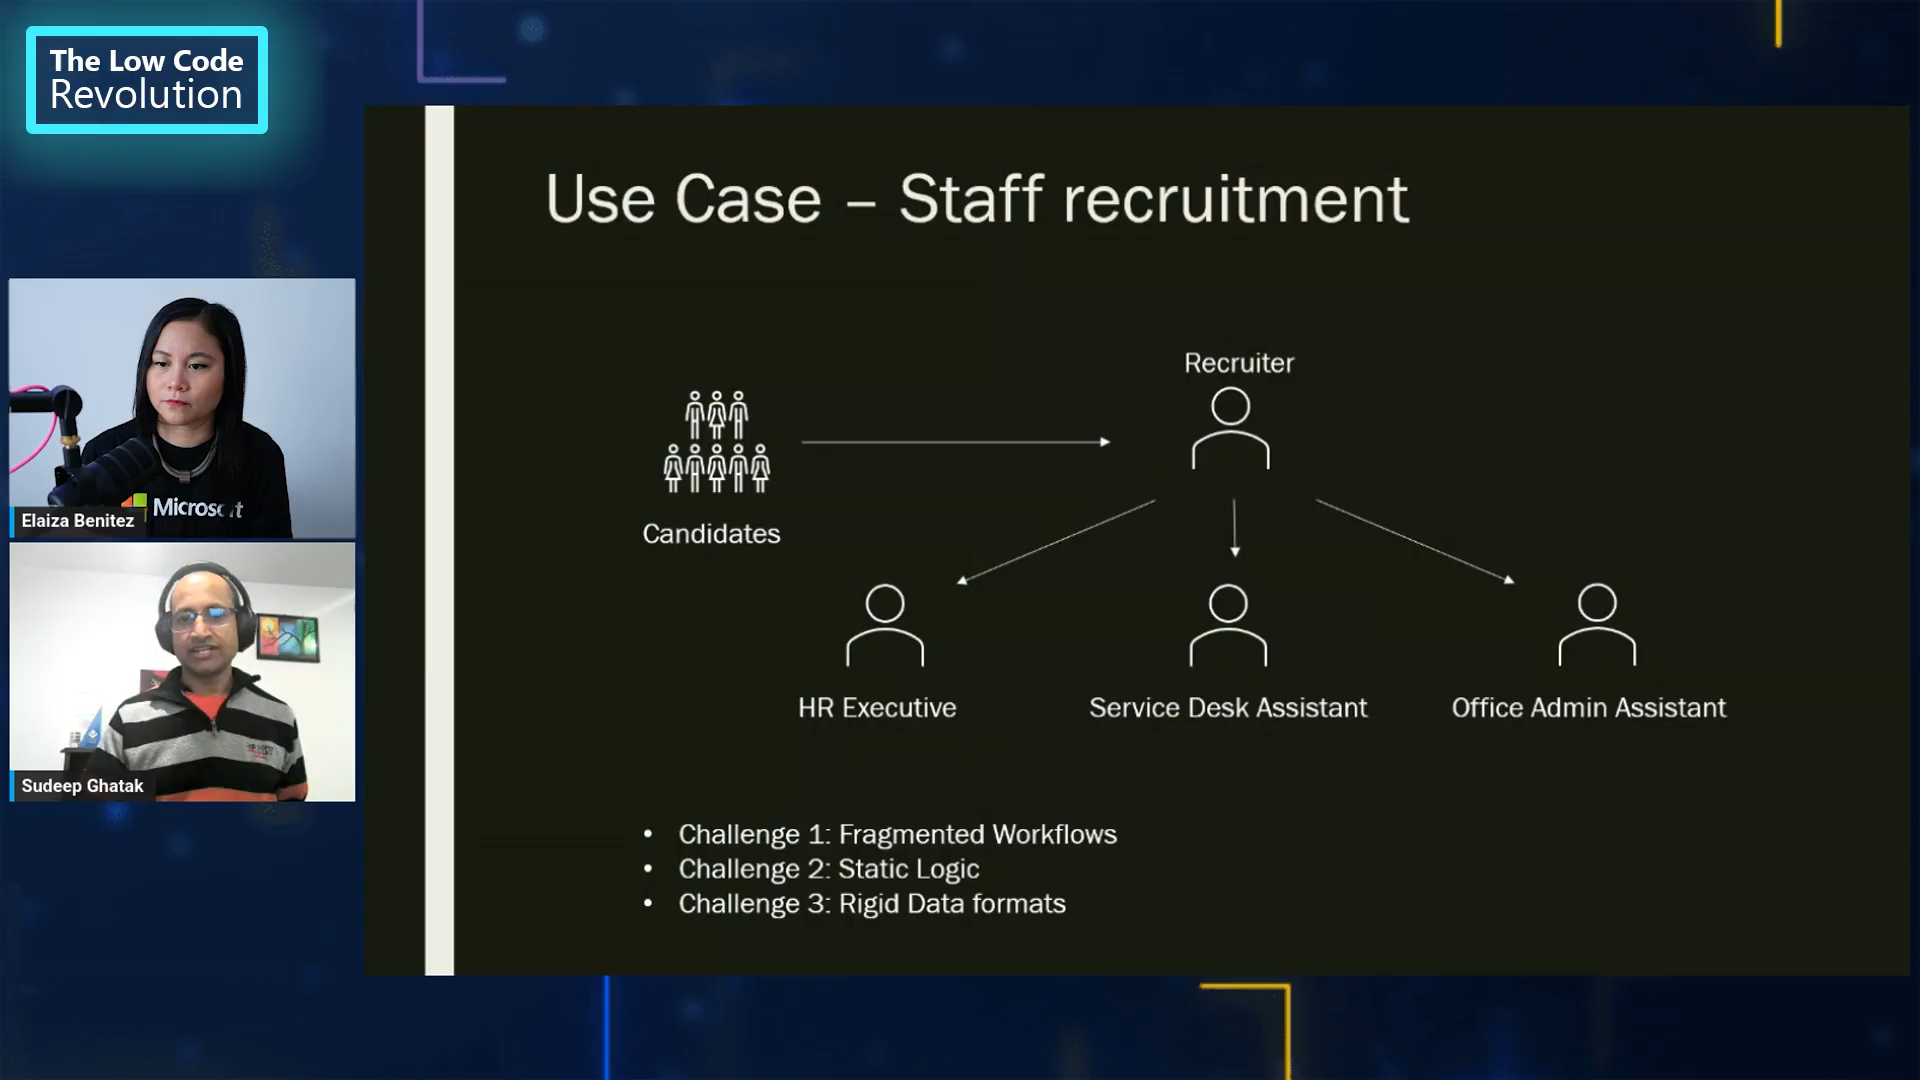 The Low Code
Revolution
Use Case – Staff recruitment
Recruiter
Candidates
HR Executive
Service Desk Assistant
Office Admin Assistant
• Challenge 1: Fragmented Workflows
• Challenge 2: Static Logic
• Challenge 3: Rigid Data formats
Microsoft
Elaiza Benitez
Sudeep Ghatak